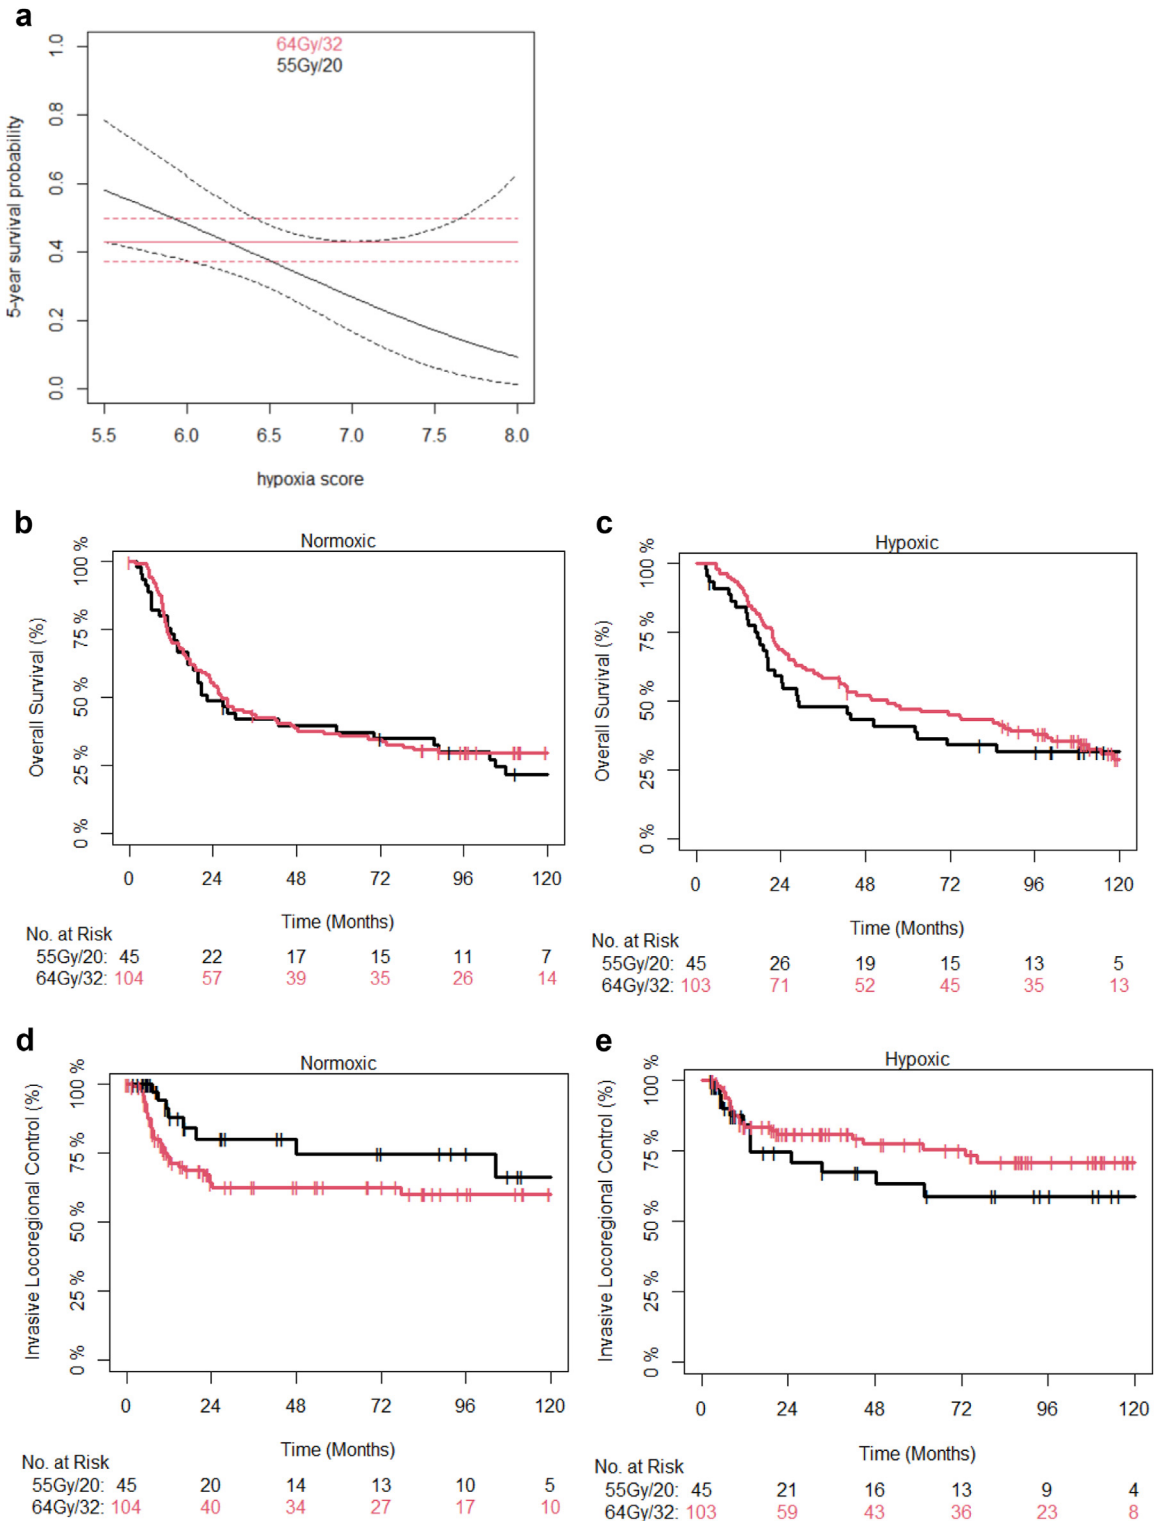 a
64Gy/32
55Gy/20
5-year survival probability
1.0
0.8
0.6
0.4
0.2
0.0
5.5 6.0 6.5 7.0 7.5 8.0
hypoxia score
b
Normoxic
Overall Survival (%)
100 %
75 %
50 %
25 %
0 %
0 24 48 72 96 120
Time (Months)
No. at Risk
55Gy/20: 45 22 17 15 11 7
64Gy/32: 104 57 39 35 26 14
c
Hypoxic
Overall Survival (%)
100 %
75 %
50 %
25 %
0 %
0 24 48 72 96 120
Time (Months)
No. at Risk
55Gy/20: 45 26 19 15 13 5
64Gy/32: 103 71 52 45 35 13
d
Normoxic
Invasive Locoregional Control (%)
100 %
75 %
50 %
25 %
0 %
0 24 48 72 96 120
Time (Months)
No. at Risk
55Gy/20: 45 20 14 13 10 5
64Gy/32: 104 40 34 27 17 10
e
Hypoxic
Invasive Locoregional Control (%)
100 %
75 %
50 %
25 %
0 %
0 24 48 72 96 120
Time (Months)
No. at Risk
55Gy/20: 45 21 16 13 9 4
64Gy/32: 103 59 43 36 23 8